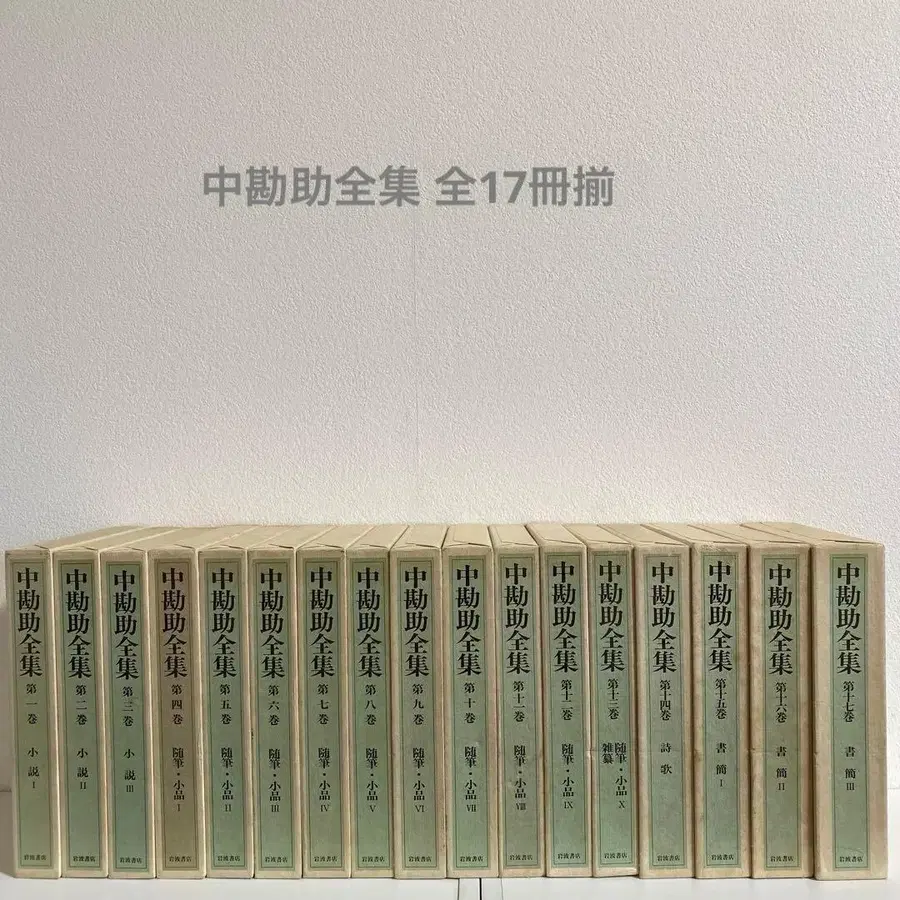 中勘助全集 全17冊揃
中勘助全集 第一巻 小説 I 岩波書店
中勘助全集 第二巻 小説 II 岩波書店
中勘助全集 第三巻 小説 III 岩波書店
中勘助全集 第四巻 随筆・小品 I 岩波書店
中勘助全集 第五巻 随筆・小品 II 岩波書店
中勘助全集 第六巻 随筆・小品 III 岩波書店
中勘助全集 第七巻 随筆・小品 IV 岩波書店
中勘助全集 第八巻 随筆・小品 V 岩波書店
中勘助全集 第九巻 随筆・小品 VI 岩波書店
中勘助全集 第十巻 随筆・小品 VII 岩波書店
中勘助全集 第十一巻 随筆・小品 VIII 岩波書店
中勘助全集 第十二巻 随筆・小品 IX 岩波書店
中勘助全集 第十三巻 随筆・小品 X 雑纂 岩波書店
中勘助全集 第十四巻 詩歌 岩波書店
中勘助全集 第十五巻 書簡 I 岩波書店
中勘助全集 第十六巻 書簡 II 岩波書店
中勘助全集 第十七巻 書簡 III 岩波書店